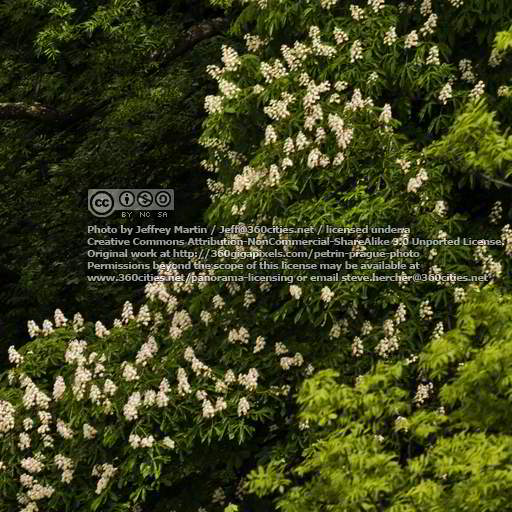 cc BY NC SA
Photo by Jeffrey Martin / Jeff@360cities.net / licensed underra
Creative Commons Attribution-NonCommercial-ShareAlike 3.0 Unported License.
Original work at http://360gigapixels.com/petrin-prague-photo
Permissions beyond the scope of this license may be available at
www.360cities.net/panorama-licensing or email steve.hercher@360cities.net